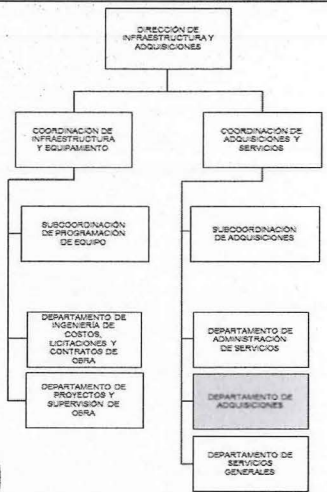 DIRECCIÓN DE
INFRAESTRUCTURA Y
ADQUISICIONES
COORDINACIÓN DE
INFRAESTRUCTURA
Y EQUIPAMIENTO
COORDINACIÓN DE
ADQUISICIONES Y
SERVICIOS
SUBCOORDINACIÓN
DE PROGRAMACIÓN
DE EQUIPO
SUBCOORDINACIÓN
DE ADQUISICIONES
DEPARTAMENTO DE
INGENIERÍA DE
COSTOS,
LICITACIONES Y
CONTRATOS DE
OBRA
DEPARTAMENTO DE
ADMINISTRACIÓN
DE SERVICIOS
DEPARTAMENTO DE
PROYECTOS Y
SUPERVISIÓN DE
OBRA
DEPARTAMENTO DE
ADQUISICIONES
DEPARTAMENTO DE
SERVICIOS
GENERALES